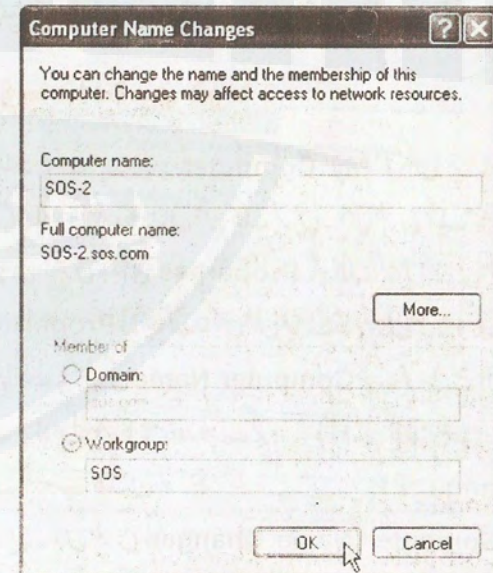 Computer Name Changes
You can change the name and the membership of this
computer. Changes may affect access to network resources.
Computer name:
SOS-2
Full computer name:
SOS-2.sos.com
More...
Member of
Domain:
Workgroup:
SOS
OK
Cancel